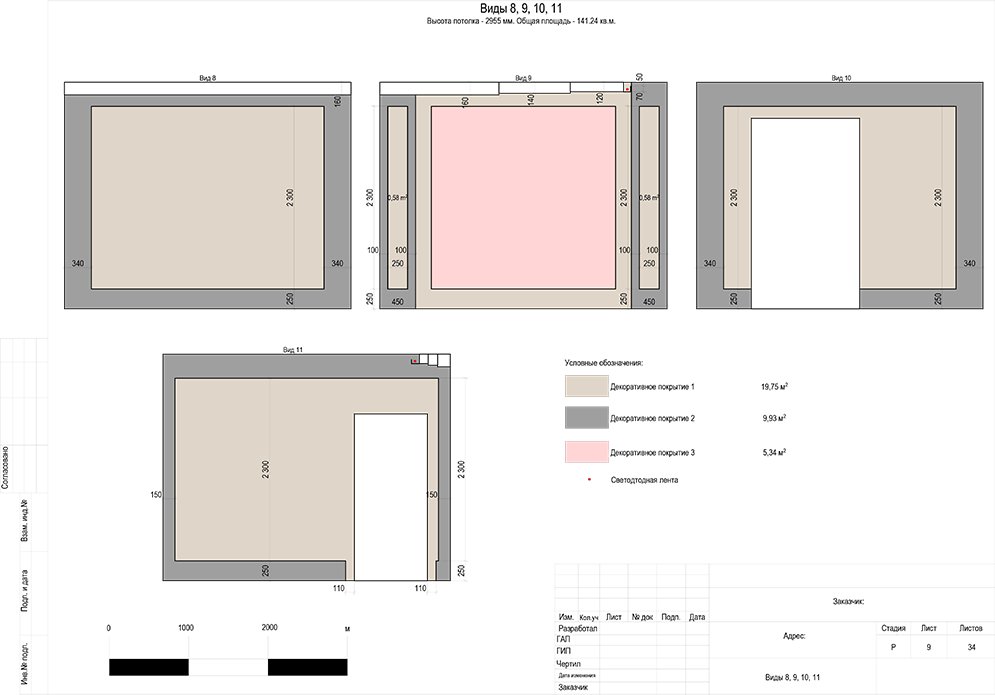 Виды 8, 9, 10, 11
Высота потолка - 2955 мм. Общая площадь - 141.24 кв.м.
Вид 8
160
2 300
340
340
250
Вид 9
50
160
140
120
70
2 300
0,58 m²
2 300
0,58 m²
100
100
100
100
250
250
250
450
250
450
Вид 10
2 300
2 300
340
340
250
250
Вид 11
2 300
2 300
150
150
250
250
110
110
Условные обозначения:
Декоративное покрытие 1 19,75 м²
Декоративное покрытие 2 9,93 м²
Декоративное покрытие 3 5,34 м²
Светодтодная лента
0 1000 2000 м
Согласовано
Взам. инд.№
Подп. и дата
Инв.№ подл.
Изм. Кол.уч Лист № док Подп. Дата
Разработал
ГАП
ГИП
Чертил
Дата изменения
Заказчик
Заказчик:
Адрес:
Стадия Лист Листов
Р 9 34
Виды 8, 9, 10, 11